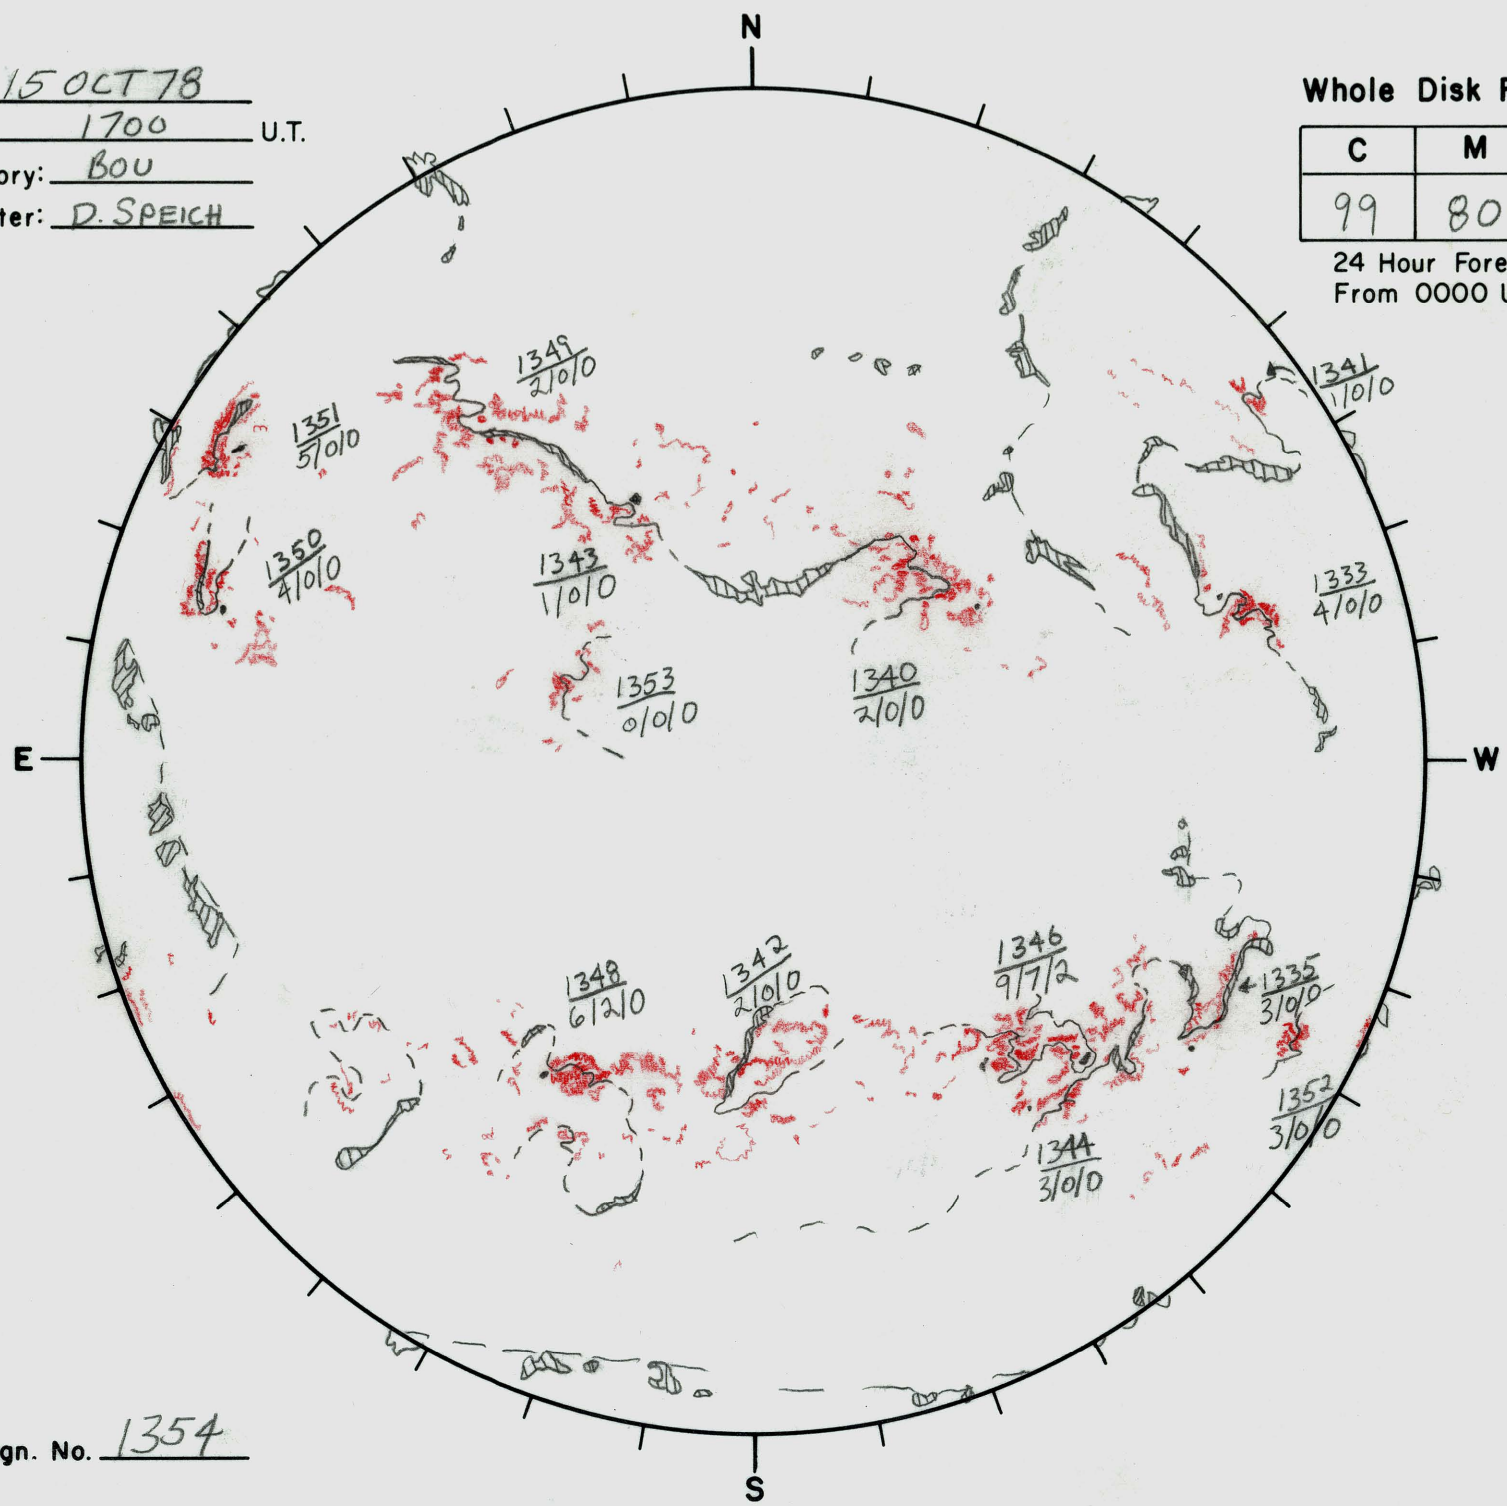 N
15 OCT 78
1700 U.T.
ory: BOU
ter: D. SPEICH
Whole Disk F
C M
99 80
24 Hour Fore
From 0000 U
1349
2/0/0
1341
1/0/0
1351
5/0/0
1350
4/0/0
1343
1/0/0
1333
4/0/0
1353
0/0/0
1340
2/0/0
E
W
1348
6/2/0
1342
2/0/0
1346
9/7/2
1335
3/0/0
1352
3/0/0
1344
3/0/0
gn. No. 1354
S